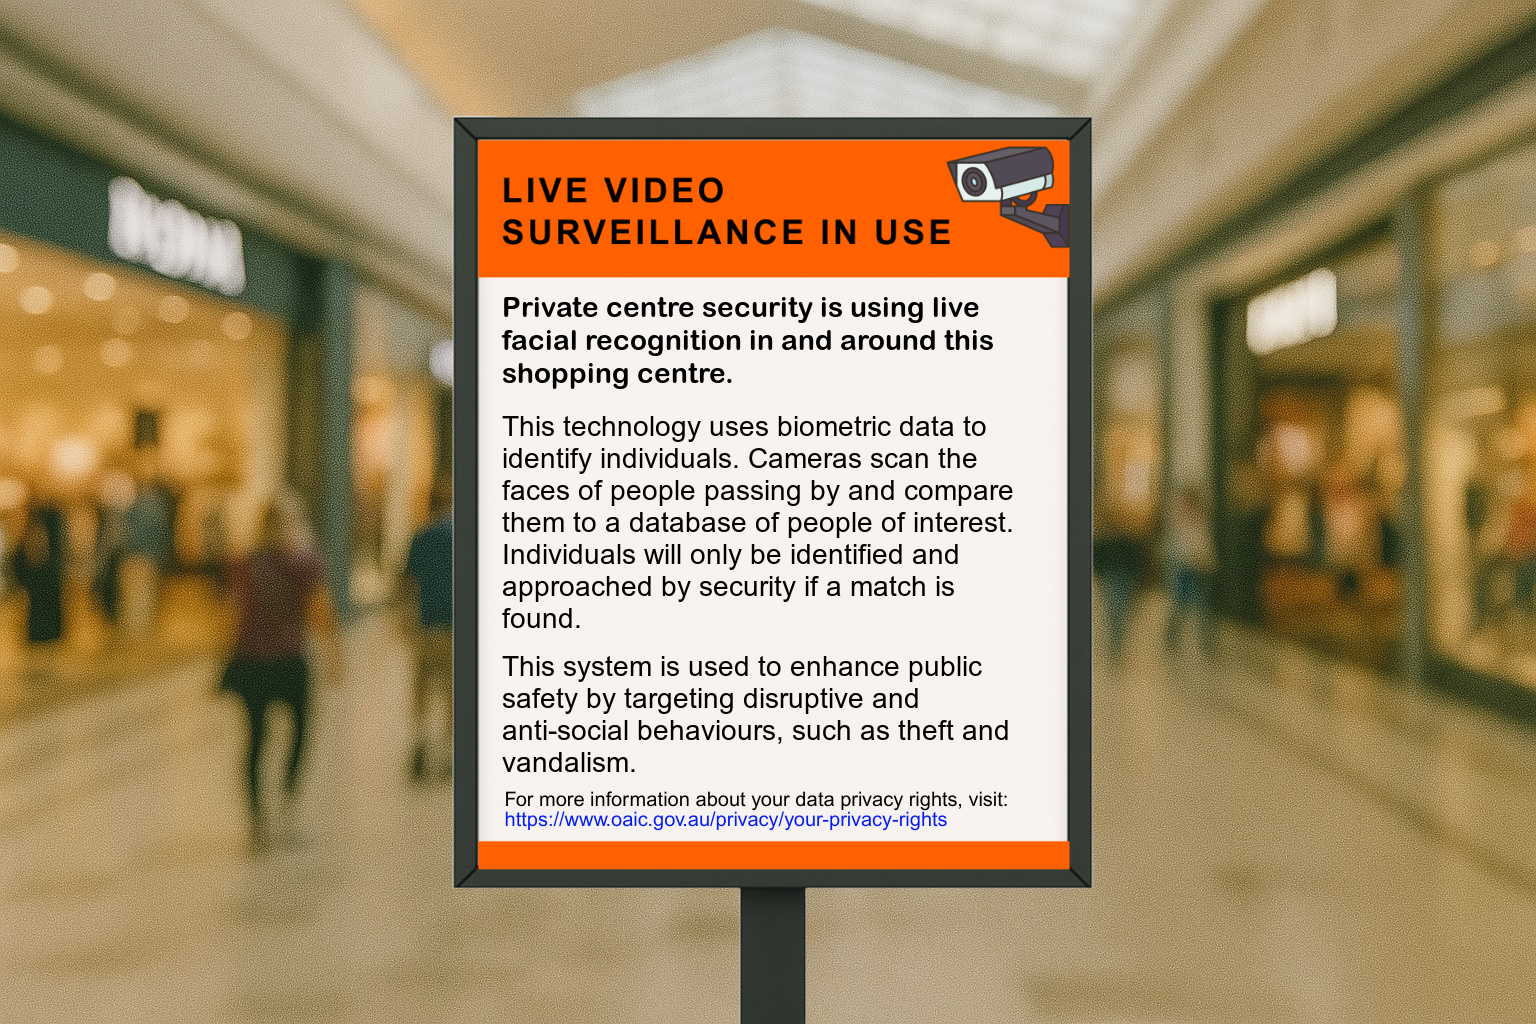 LIVE VIDEO
SURVEILLANCE IN USE
Private centre security is using live
facial recognition in and around this
shopping centre.
This technology uses biometric data to
identify individuals. Cameras scan the
faces of people passing by and compare
them to a database of people of interest.
Individuals will only be identified and
approached by security if a match is
found.
This system is used to enhance public
safety by targeting disruptive and
anti-social behaviours, such as theft and
vandalism.
For more information about your data privacy rights, visit:
https://www.oaic.gov.au/privacy/your-privacy-rights